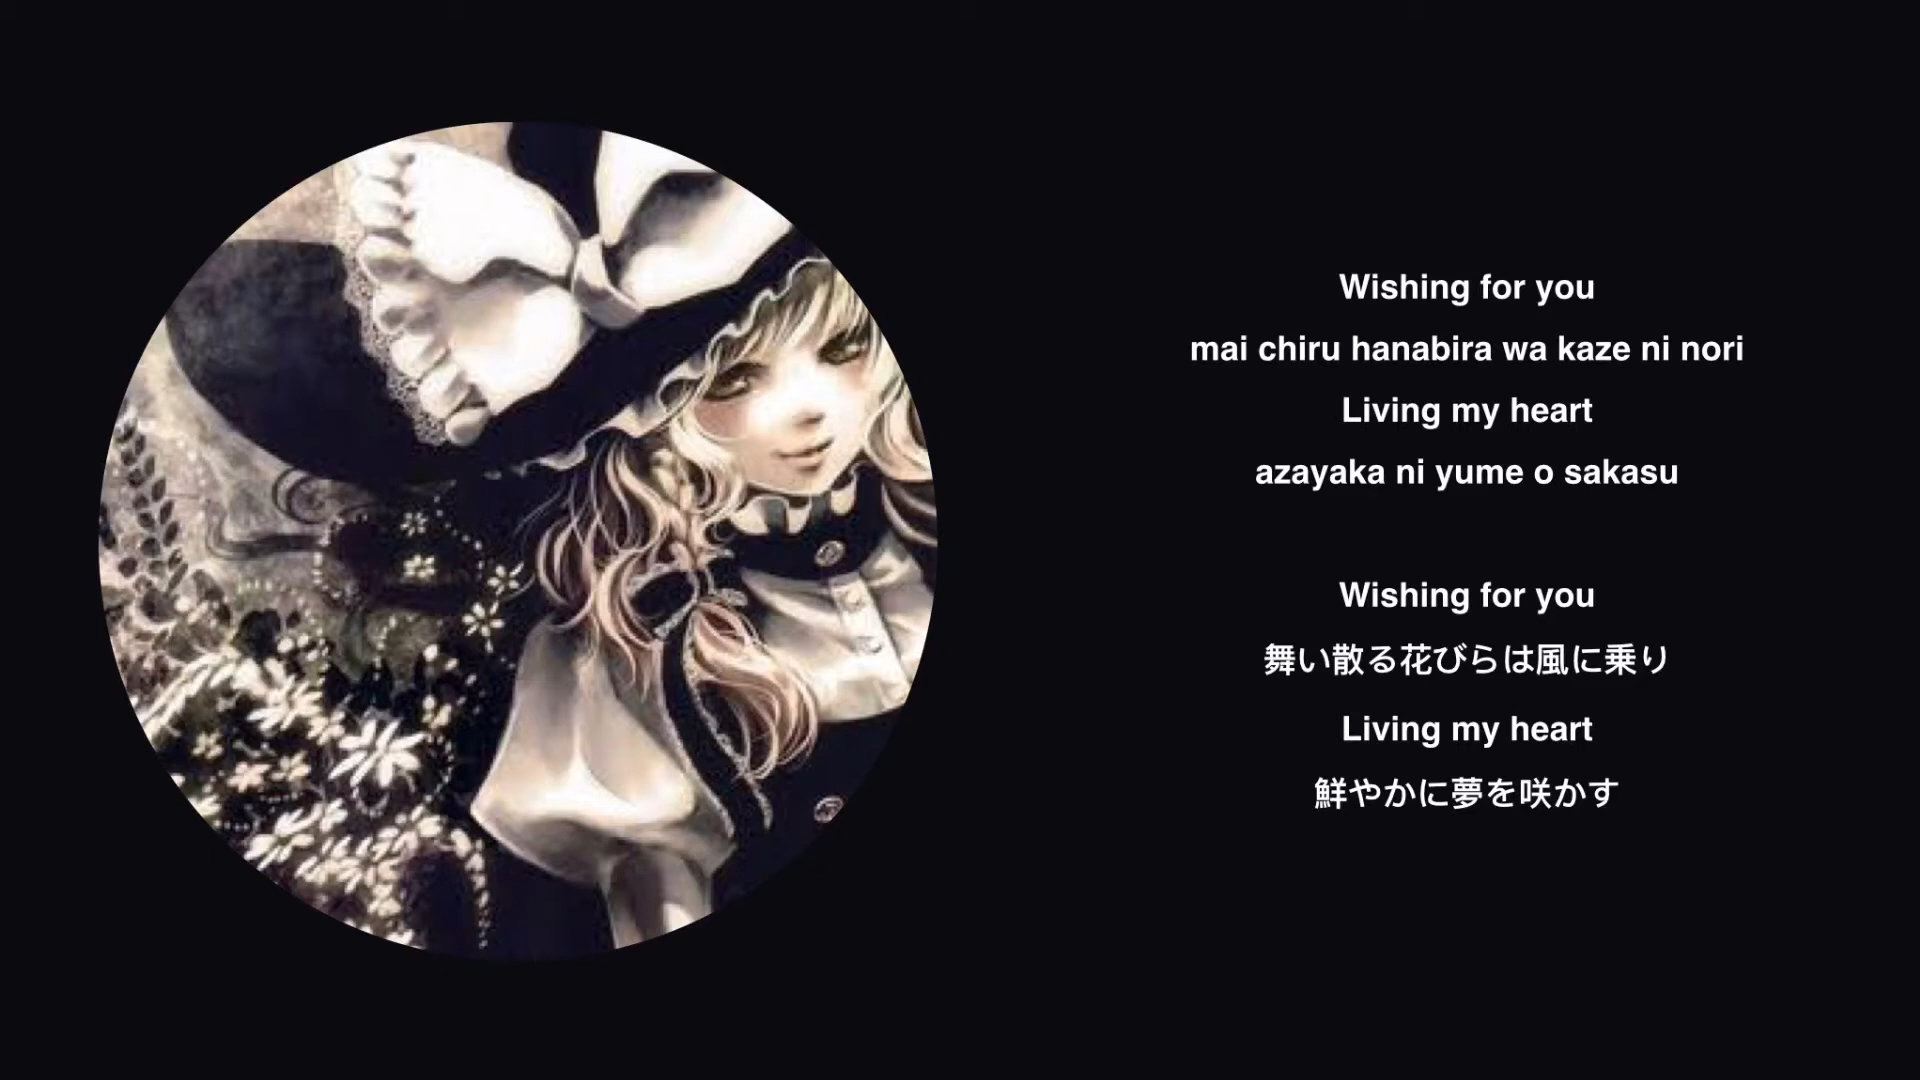 Wishing for you
mai chiru hanabira wa kaze ni nori
Living my heart
azayaka ni yume o sakasu
Wishing for you
舞い散る花びらは風に乗り
Living my heart
鮮やかに夢を咲かす